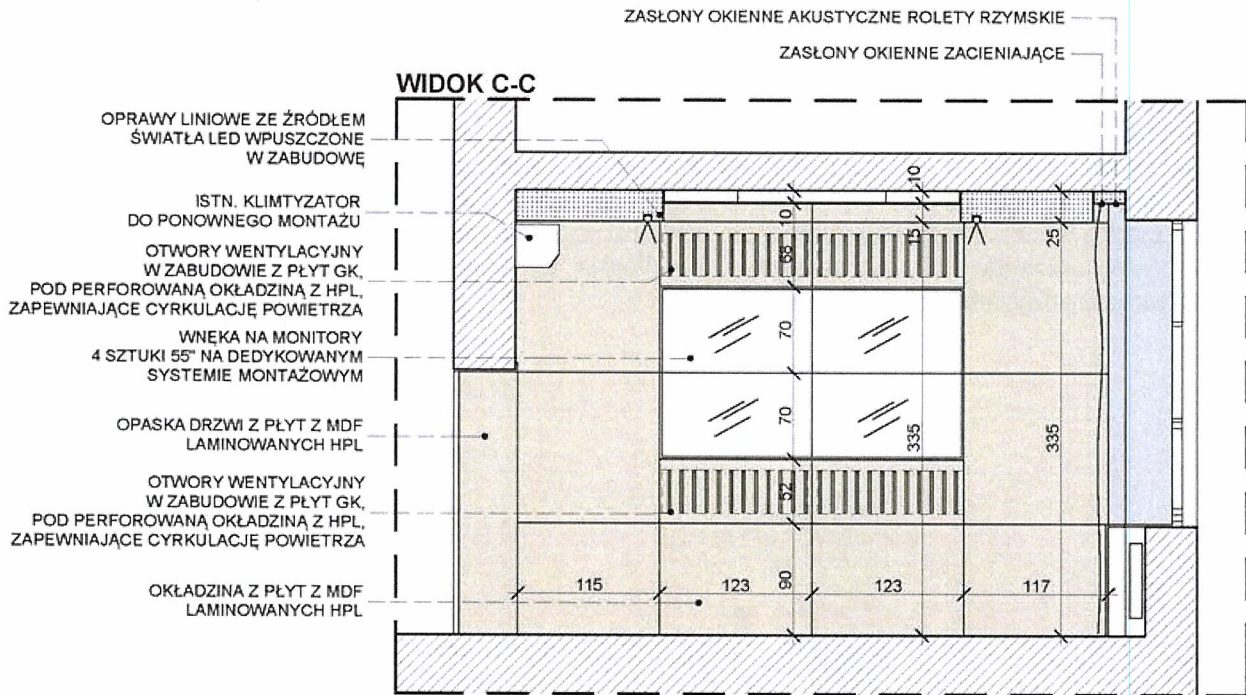 ZASŁONY OKIENNE AKUSTYCZNE ROLETY RZYMSKIE
ZASŁONY OKIENNE ZACIENIAJĄCE
WIDOK C-C
OPRAWY LINIOWE ZE ŹRÓDŁEM
ŚWIATŁA LED WPUSZCZONE
W ZABUDOWĘ
ISTN. KLIMTYZATOR
DO PONOWNEGO MONTAŻU
OTWORY WENTYLACYJNY
W ZABUDOWIE Z PŁYT GK,
POD PERFOROWANĄ OKŁADZINĄ Z HPL,
ZAPEWNIAJĄCE CYRKULACJĘ POWIETRZA
WNĘKA NA MONITORY
4 SZTUKI 55" NA DEDYKOWANYM
SYSTEMIE MONTAŻOWYM
OPASKA DRZWI Z PŁYT Z MDF
LAMINOWANYCH HPL
OTWORY WENTYLACYJNY
W ZABUDOWIE Z PŁYT GK,
POD PERFOROWANĄ OKŁADZINĄ Z HPL,
ZAPEWNIAJĄCE CYRKULACJĘ POWIETRZA
OKŁADZINA Z PŁYT Z MDF
LAMINOWANYCH HPL
10
10
15
25
68
70
70
335
335
52
90
115
123
123
117